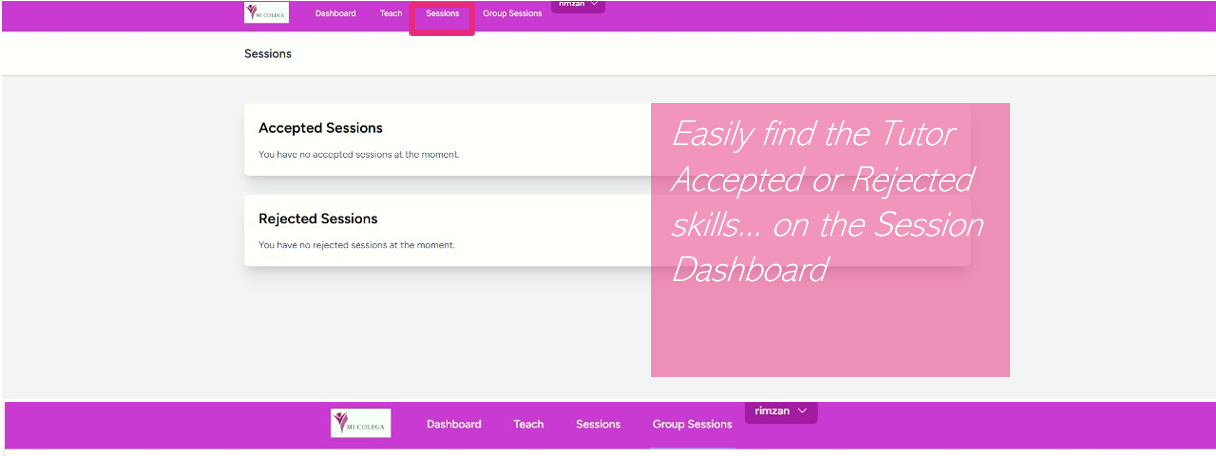 MI COLEGA Dashboard Teach Sessions Group Sessions rimzan
Sessions
Accepted Sessions
You have no accepted sessions at the moment.
Rejected Sessions
You have no rejected sessions at the moment.
Easily find the Tutor
Accepted or Rejected
skills... on the Session
Dashboard
MI COLEGA Dashboard Teach Sessions Group Sessions rimzan